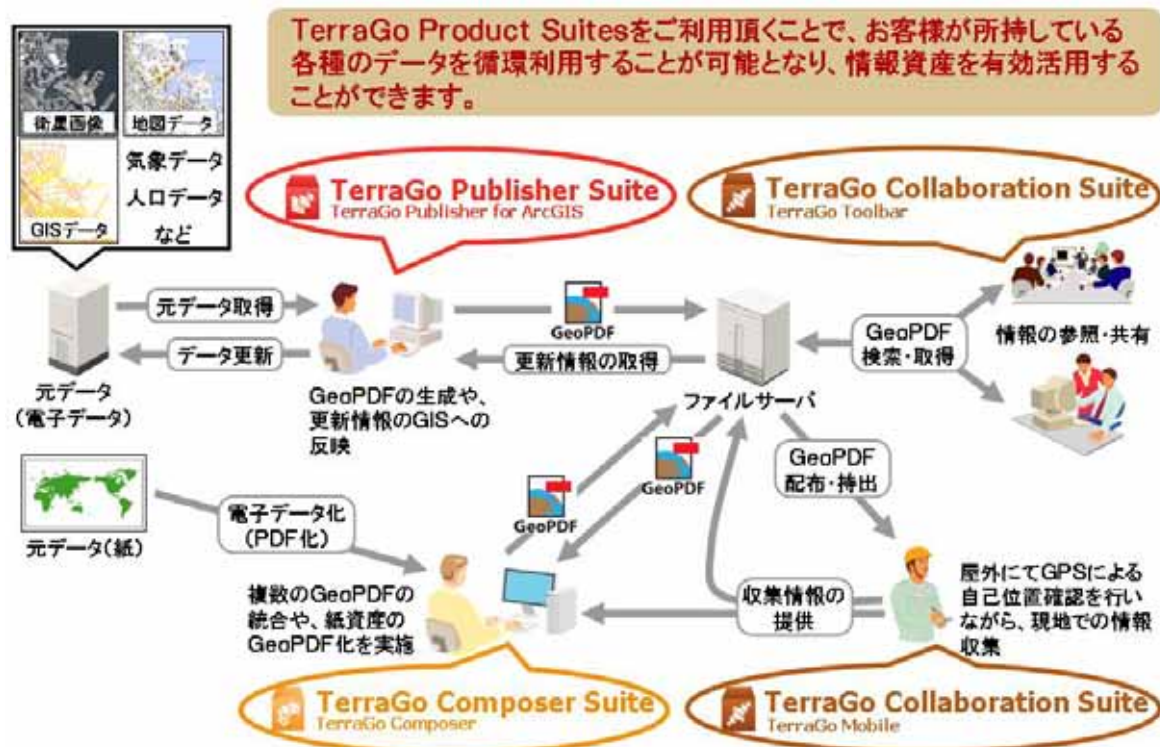 TerraGo Product Suitesをご利用頂くことで、お客様が所持している
各種のデータを循環利用することが可能となり、情報資産を有効活用する
ことができます。
衛星画像
地図データ
GISデータ
気象データ
人口データ
など
TerraGo Publisher Suite
TerraGo Publisher for ArcGIS
TerraGo Collaboration Suite
TerraGo Toolbar
元データ取得
データ更新
GeoPDF
更新情報の取得
GeoPDF
検索・取得
情報の参照・共有
元データ
(電子データ)
GeoPDFの生成や、
更新情報のGISへの
反映
ファイルサーバ
元データ(紙)
電子データ化
(PDF化)
GeoPDF
GeoPDF
GeoPDF
配布・持出
複数のGeoPDFの
統合や、紙資度の
GeoPDF化を実施
収集情報の
提供
屋外にてGPSによる
自己位置確認を行い
ながら、現地での情報
収集
TerraGo Composer Suite
TerraGo Composer
TerraGo Collaboration Suite
TerraGo Mobile